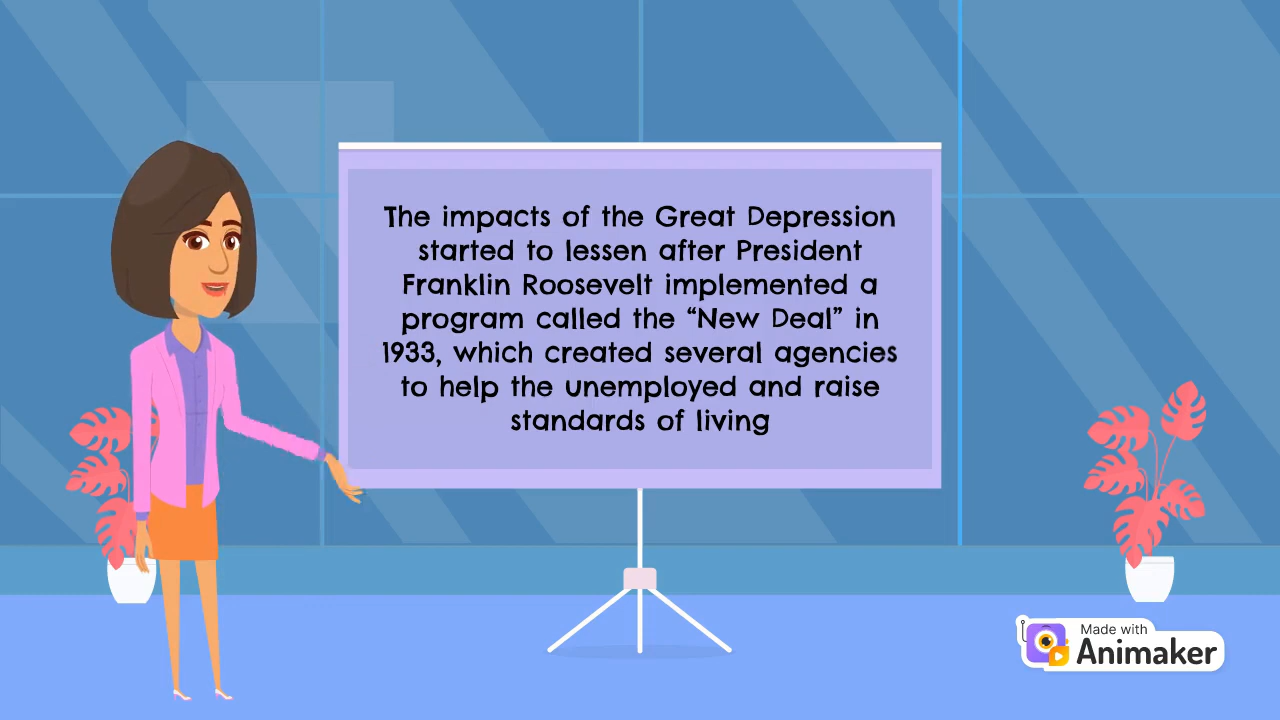 The impacts of the Great Depression
started to lessen after President
Franklin Roosevelt implemented a
program called the “New Deal” in
1933, which created several agencies
to help the unemployed and raise
standards of living
Made with
Animaker